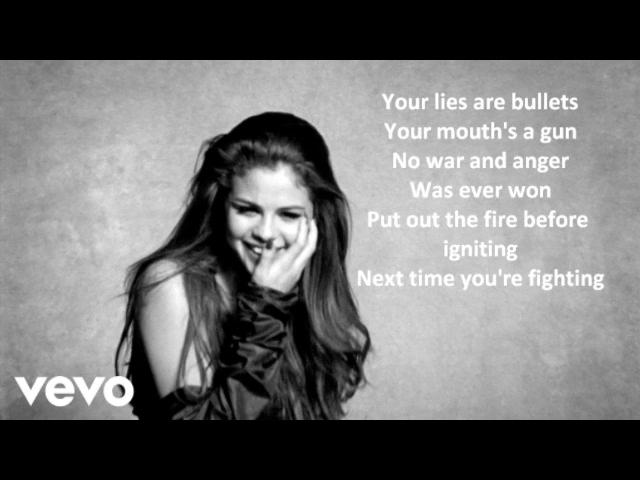 Your lies are bullets
Your mouth's a gun
No war and anger
Was ever won
Put out the fire before
igniting
Next time you're fighting
vevo